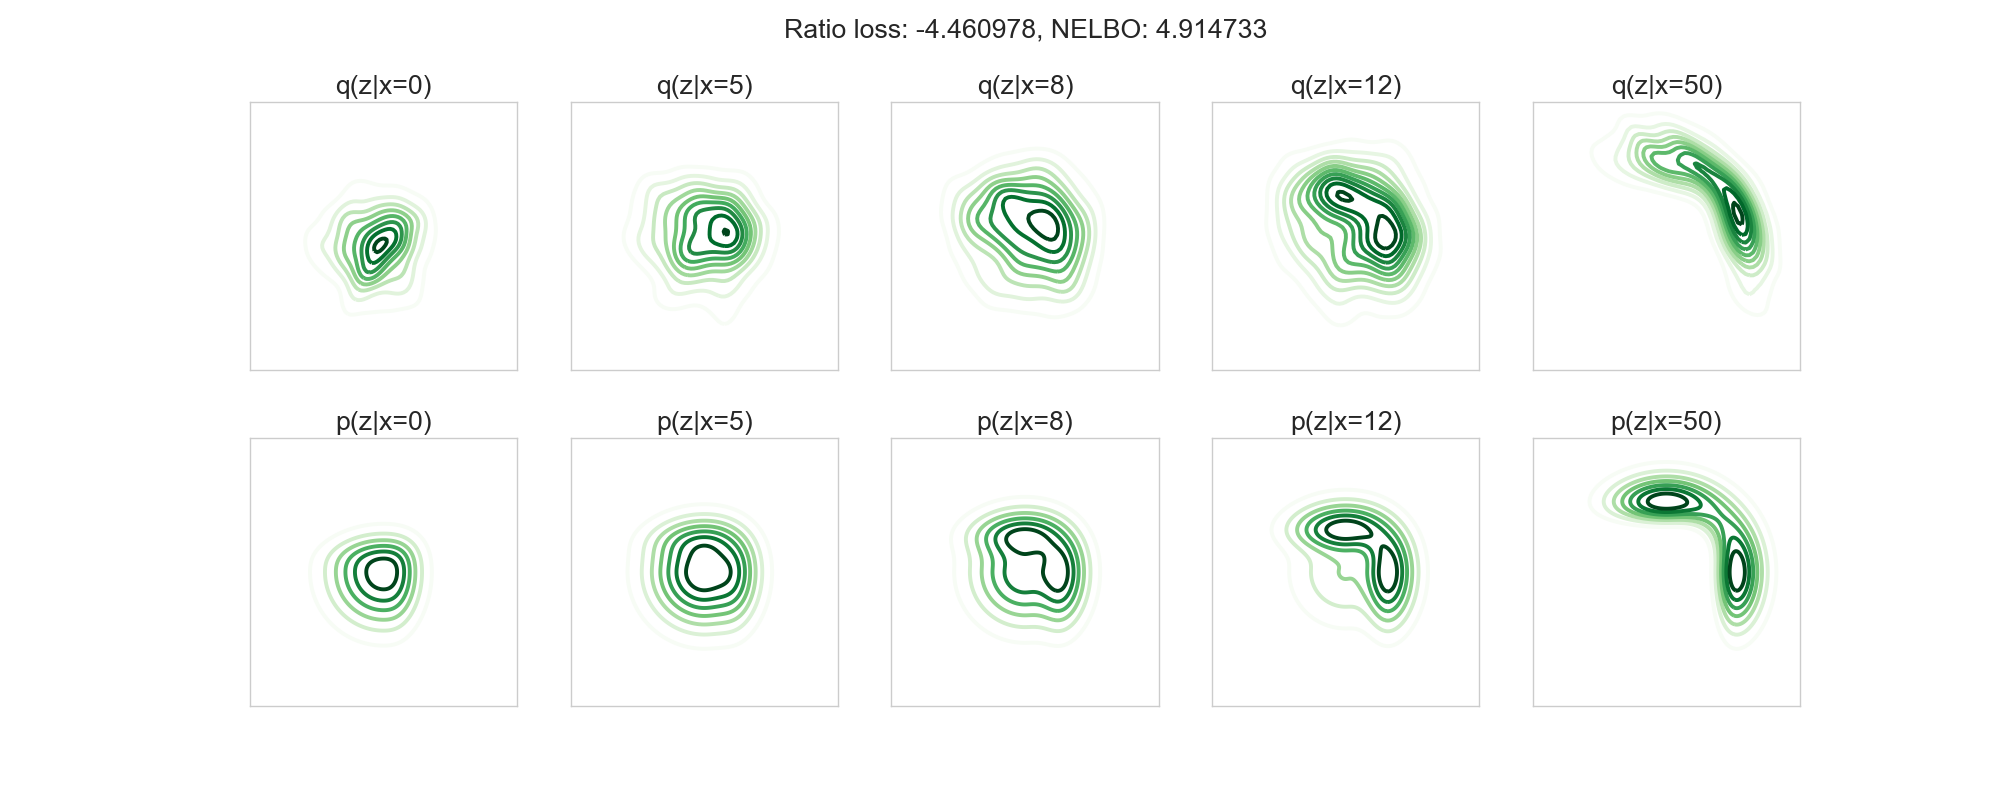 Ratio loss: -4.460978, NELBO: 4.914733
q(z|x=0) q(z|x=5) q(z|x=8) q(z|x=12) q(z|x=50)
p(z|x=0) p(z|x=5) p(z|x=8) p(z|x=12) p(z|x=50)